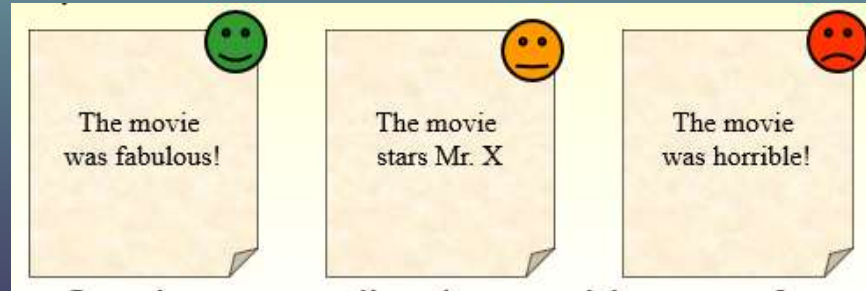 The movie
was fabulous!
The movie
stars Mr. X
The movie
was horrible!